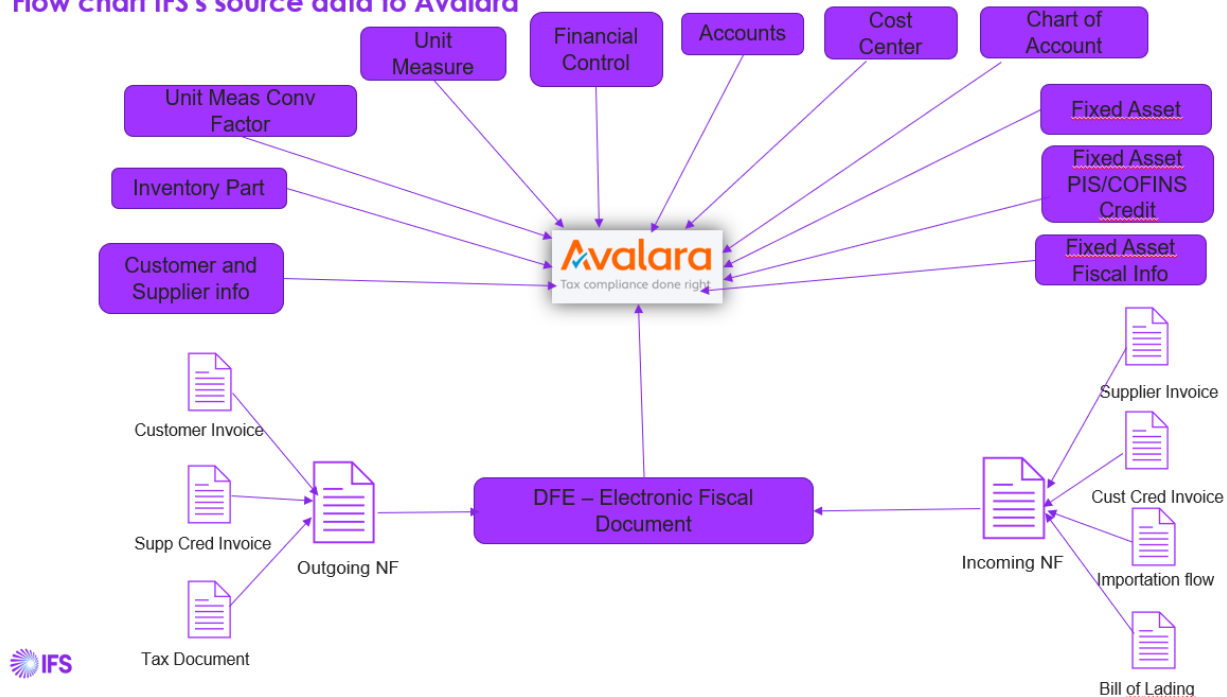 Flow chart IFS's source data to Avalara
Unit
Measure
Financial
Control
Accounts
Cost
Center
Chart of
Account
Unit Meas Conv
Factor
Fixed Asset
Inventory Part
Fixed Asset
PIS/COFINS
Credit
Customer and
Supplier info
Avalara
Tax compliance done right
Fixed Asset
Fiscal Info
Customer Invoice
Supplier Invoice
Supp Cred Invoice
Outgoing NF
DFE – Electronic Fiscal
Document
Incoming NF
Cust Cred Invoice
Importation flow
Tax Document
Bill of Lading
IFS